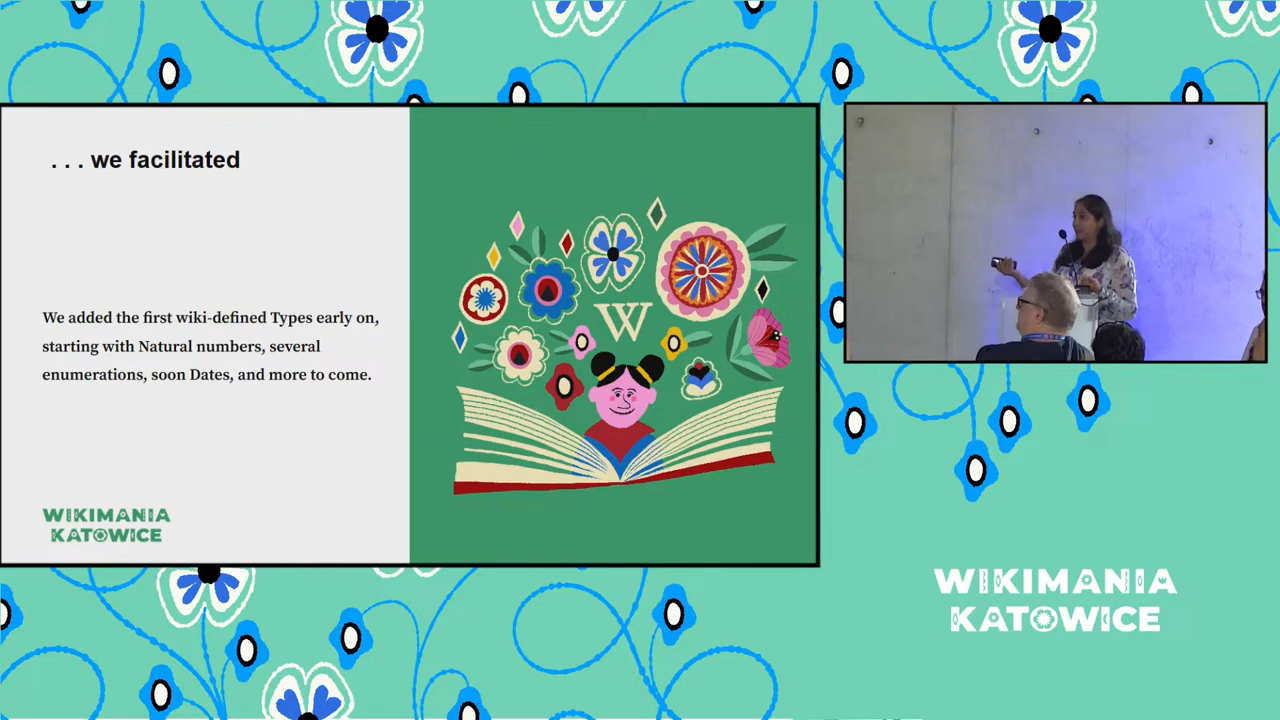 . . . we facilitated
We added the first wiki-defined Types early on,
starting with Natural numbers, several
enumerations, soon Dates, and more to come.
WIKIMANIA
KATOWICE
W
WIKIMANIA
KATOWICE